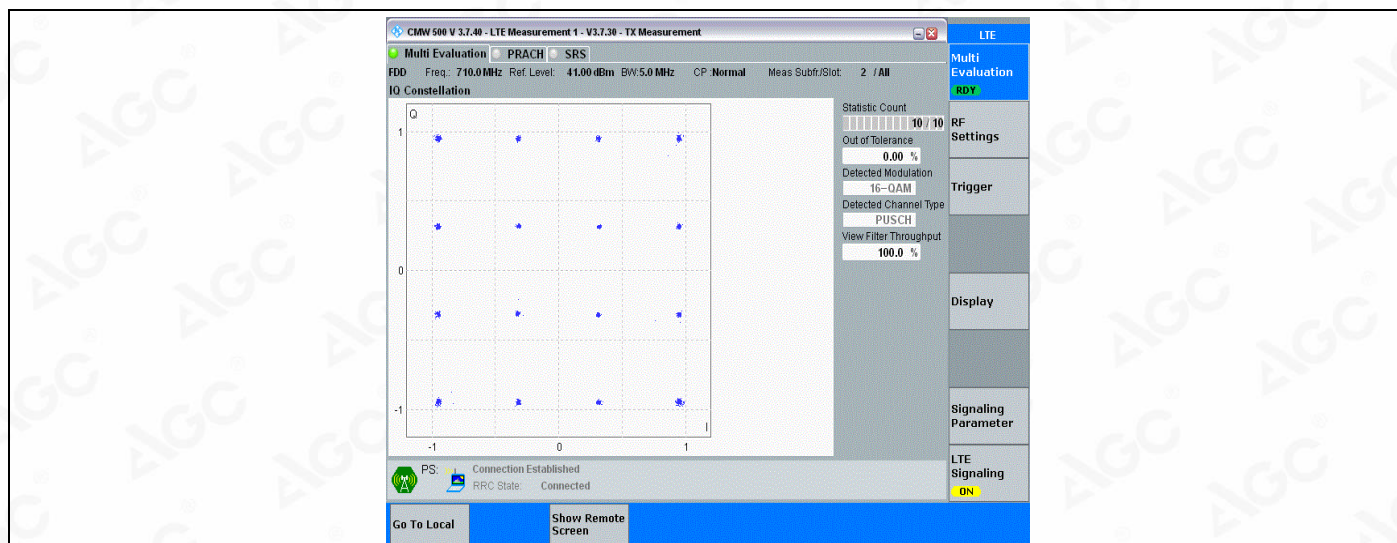 CMW 500 V 3.7.40 - LTE Measurement 1 - V3.7.30 - TX Measurement
LTE
Multi Evaluation PRACH SRS
Multi
Evaluation
RDY
FDD Freq.: 710.0 MHz Ref. Level: 41.00 dBm BW: 5.0 MHz CP :Normal Meas Subfr./Slot: 2 / All
IQ Constellation
Q
1
0
-1
-1 0 1
I
Statistic Count
10 / 10
Out of Tolerance
0.00 %
Detected Modulation
16-QAM
Detected Channel Type
PUSCH
View Filter Throughput
100.0 %
RF
Settings
Trigger
Display
Signaling
Parameter
LTE
Signaling
ON
PS: Connection Established
RRC State: Connected
Go To Local
Show Remote
Screen
AGC